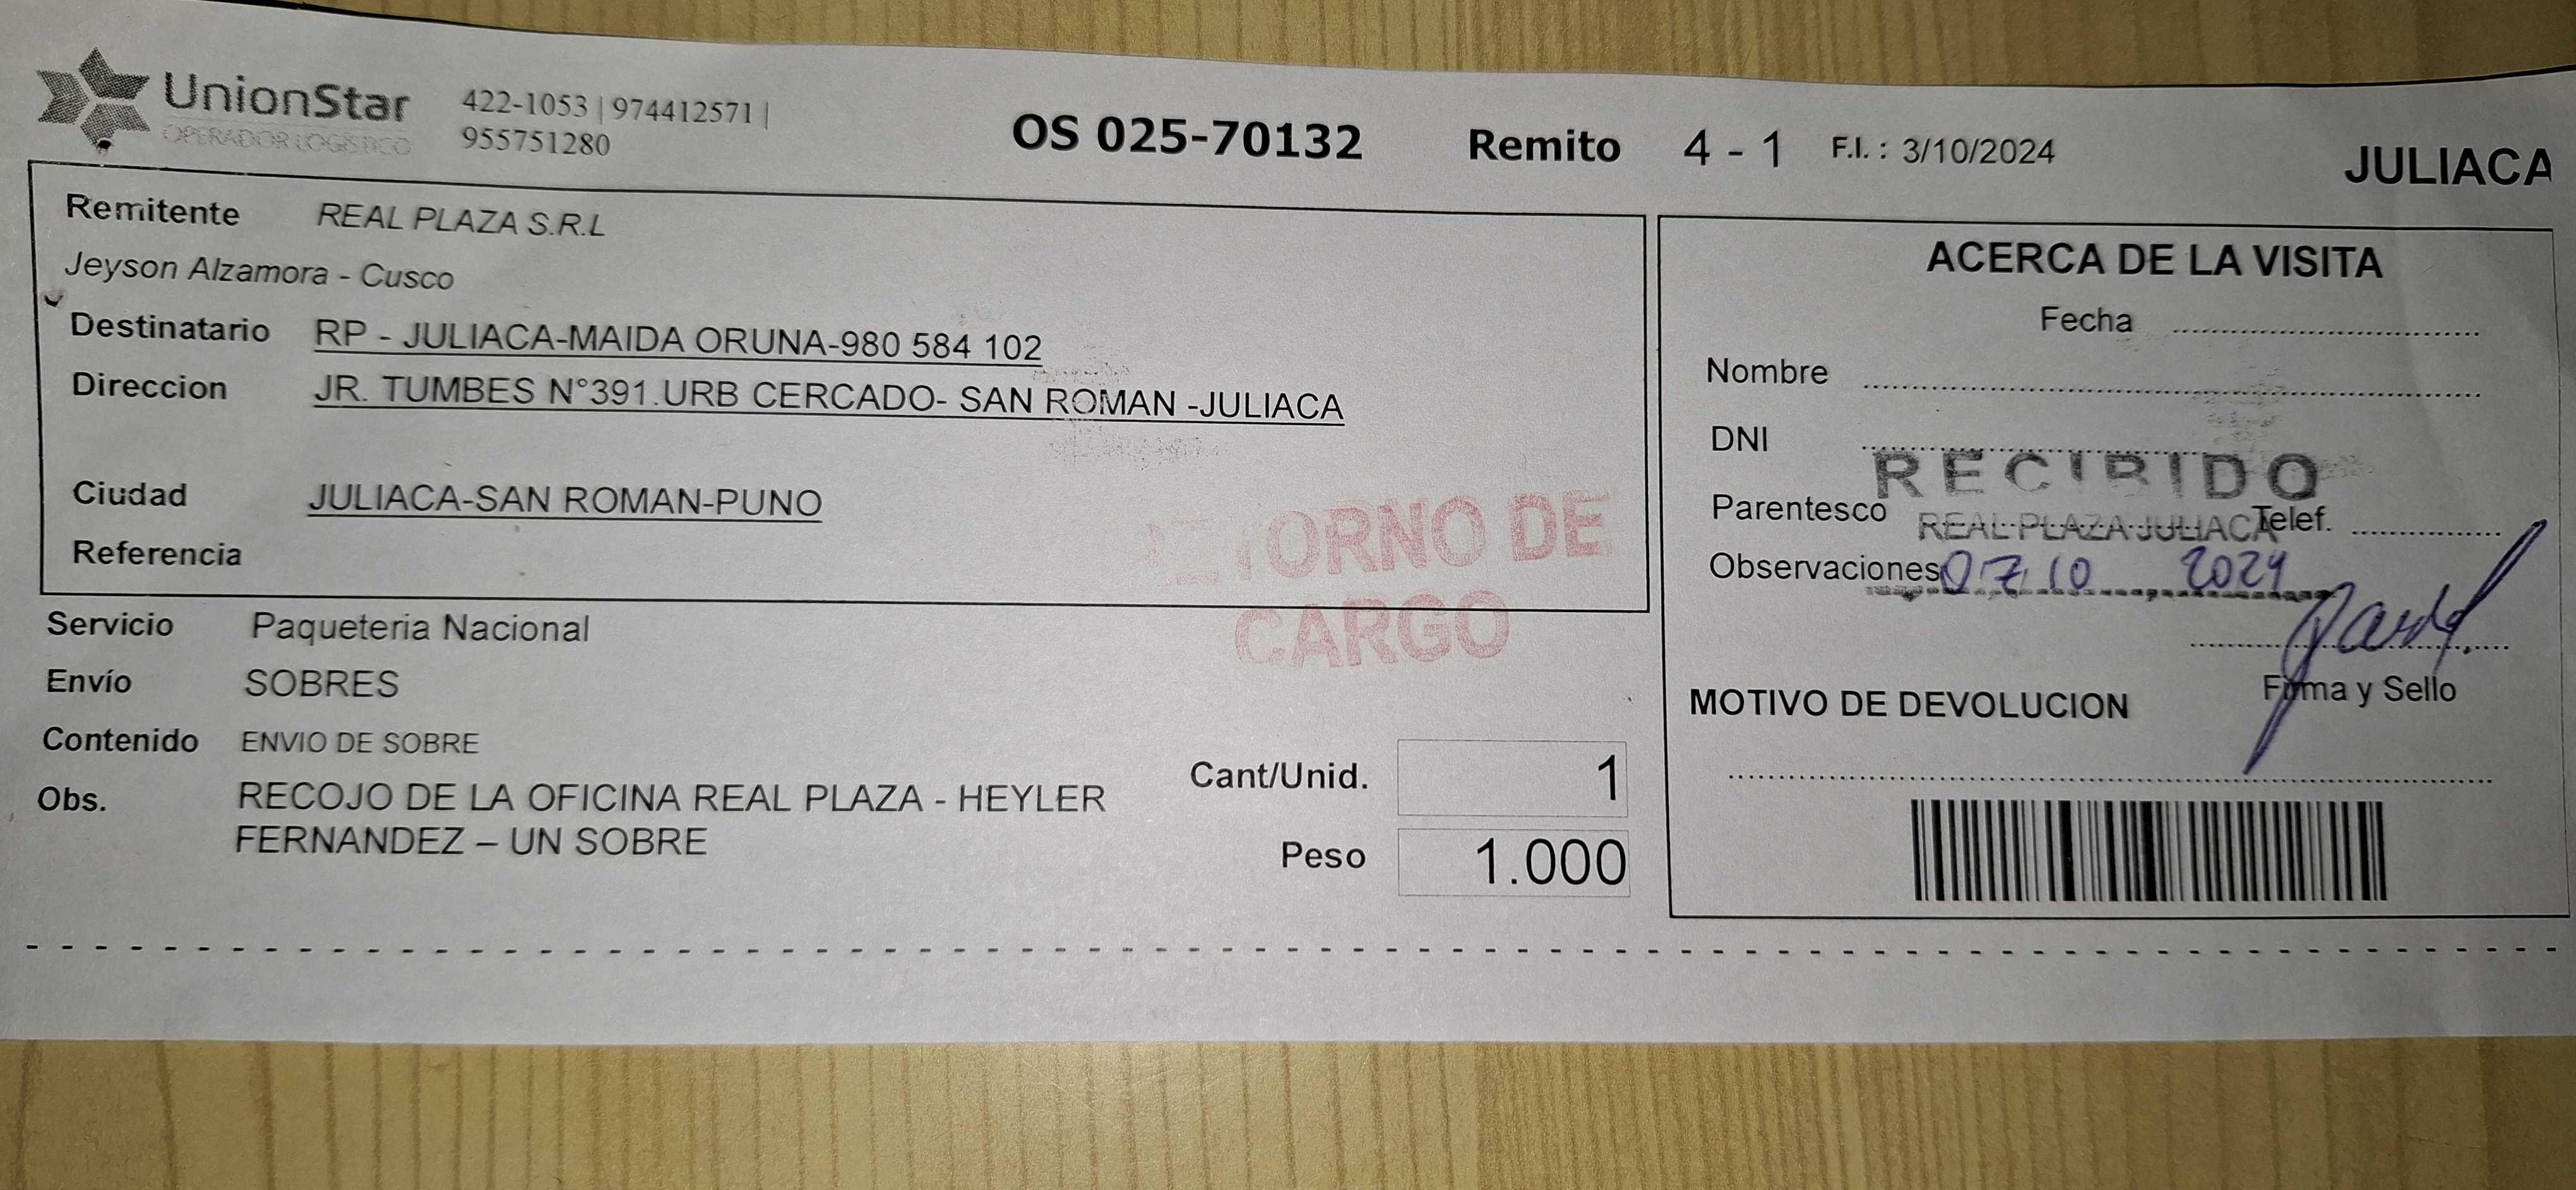 UnionStar
OPERADOR LOGÍSTICO
422-1053 | 974412571 |
955751280
OS 025-70132 Remito 4 - 1 F.I. : 3/10/2024
JULIACA
Remitente REAL PLAZA S.R.L
Jeyson Alzamora - Cusco
Destinatario RP - JULIACA-MAIDA ORUNA-980 584 102
Direccion JR. TUMBES N°391.URB CERCADO- SAN ROMAN -JULIACA
Ciudad JULIACA-SAN ROMAN-PUNO
Referencia
RETORNO DE
CARGO
Servicio Paqueteria Nacional
Envío SOBRES
Contenido ENVIO DE SOBRE
Obs. RECOJO DE LA OFICINA REAL PLAZA - HEYLER
FERNANDEZ – UN SOBRE
Cant/Unid. 1
Peso 1.000
ACERCA DE LA VISITA
Fecha
Nombre
DNI
RECIBIDO
Parentesco
REAL PLAZA JULIACA
Telef.
Observaciones 07 10 2024
Firma y Sello
MOTIVO DE DEVOLUCION